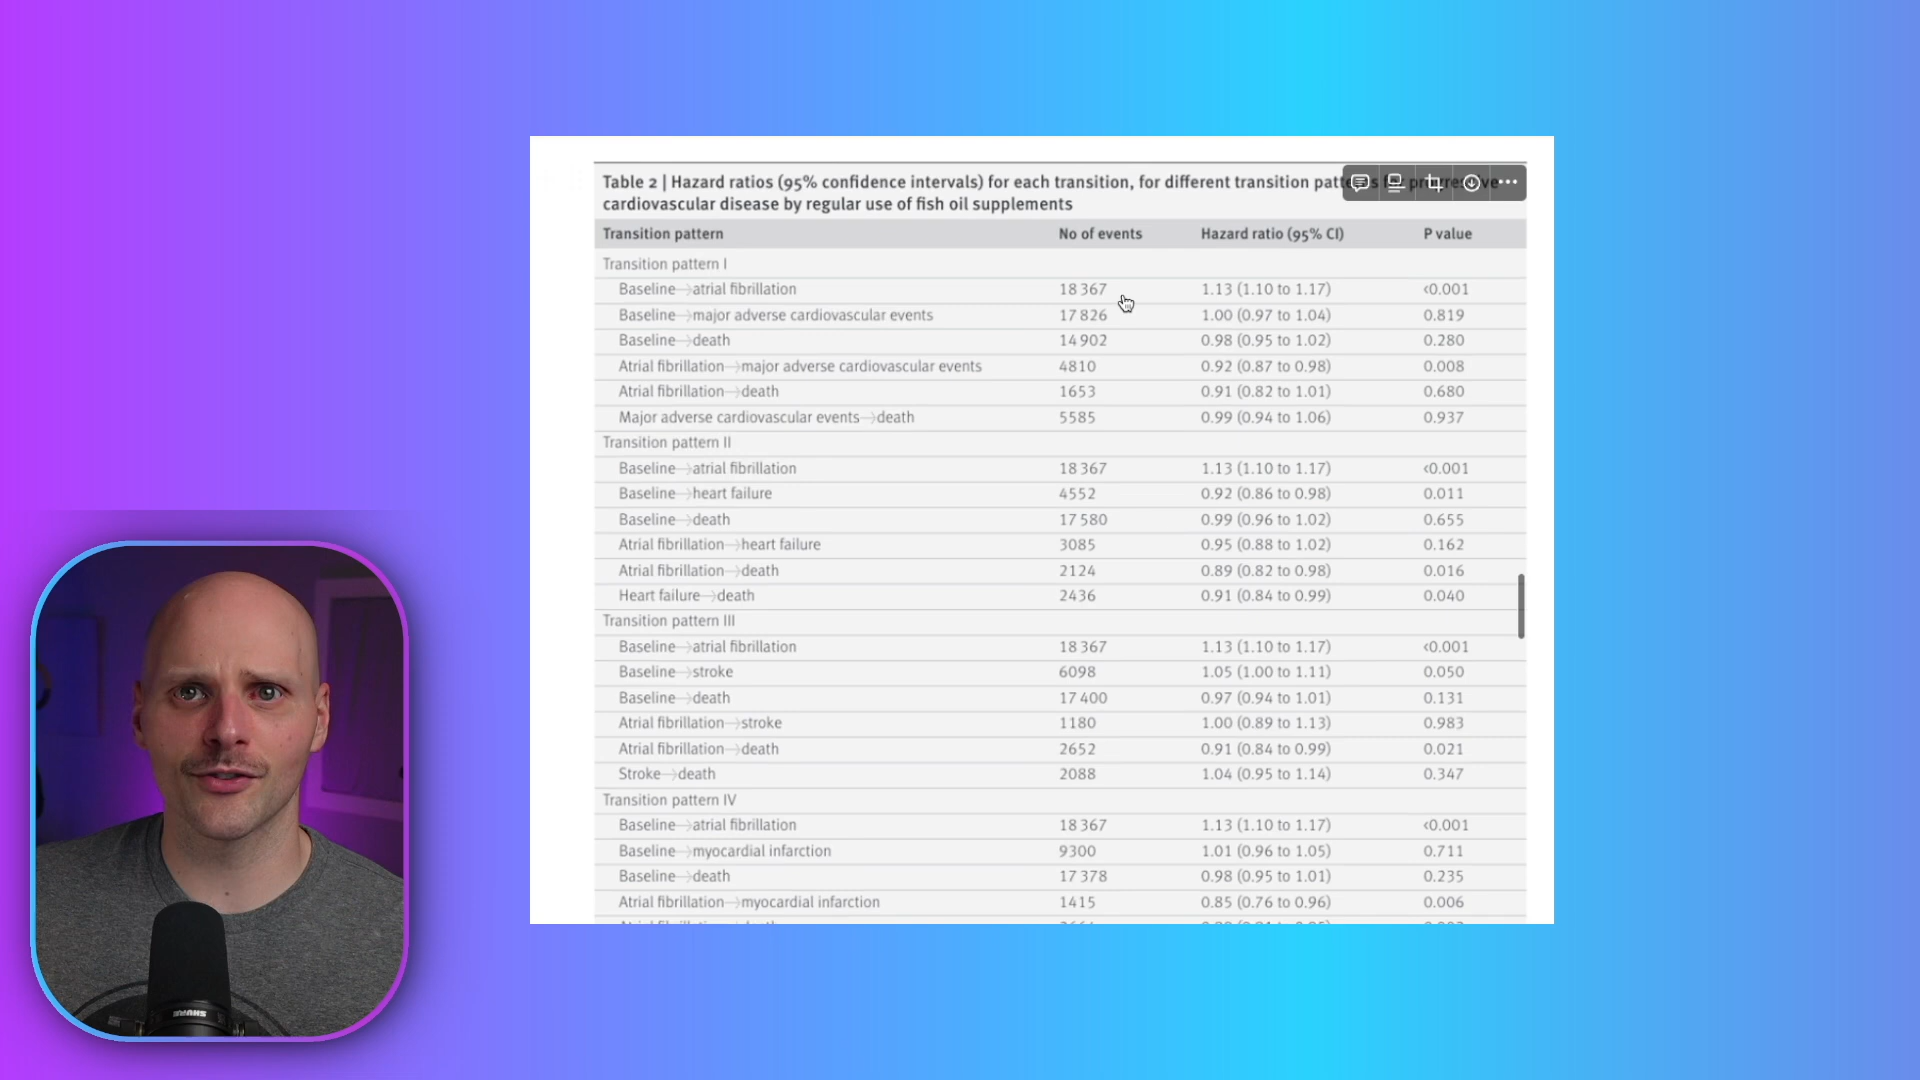 Table 2 | Hazard ratios (95% confidence intervals) for each transition, for different transition
cardiovascular disease by regular use of fish oil supplements
Transition pattern No of events Hazard ratio (95% CI) P value
Transition pattern I
Baseline→atrial fibrillation 18 367 1.13 (1.10 to 1.17) <0.001
Baseline→major adverse cardiovascular events 17 826 1.00 (0.97 to 1.04) 0.819
Baseline→death 14 902 0.98 (0.95 to 1.02) 0.280
Atrial fibrillation→major adverse cardiovascular events 4810 0.92 (0.87 to 0.98) 0.008
Atrial fibrillation→death 1653 0.91 (0.82 to 1.01) 0.680
Major adverse cardiovascular events→death 5585 0.99 (0.94 to 1.06) 0.937
Transition pattern II
Baseline→atrial fibrillation 18 367 1.13 (1.10 to 1.17) <0.001
Baseline→heart failure 4552 0.92 (0.86 to 0.98) 0.011
Baseline→death 17 580 0.99 (0.96 to 1.02) 0.655
Atrial fibrillation→heart failure 3085 0.95 (0.88 to 1.02) 0.162
Atrial fibrillation→death 2124 0.89 (0.82 to 0.98) 0.016
Heart failure→death 2436 0.91 (0.84 to 0.99) 0.040
Transition pattern III
Baseline→atrial fibrillation 18 367 1.13 (1.10 to 1.17) <0.001
Baseline→stroke 6098 1.05 (1.00 to 1.11) 0.050
Baseline→death 17 400 0.97 (0.94 to 1.01) 0.131
Atrial fibrillation→stroke 1180 1.00 (0.89 to 1.13) 0.983
Atrial fibrillation→death 2652 0.91 (0.84 to 0.99) 0.021
Stroke→death 2088 1.04 (0.95 to 1.14) 0.347
Transition pattern IV
Baseline→atrial fibrillation 18 367 1.13 (1.10 to 1.17) <0.001
Baseline→myocardial infarction 9300 1.01 (0.96 to 1.05) 0.711
Baseline→death 17 378 0.98 (0.95 to 1.01) 0.235
Atrial fibrillation→myocardial infarction 1415 0.85 (0.76 to 0.96) 0.006
SHURE